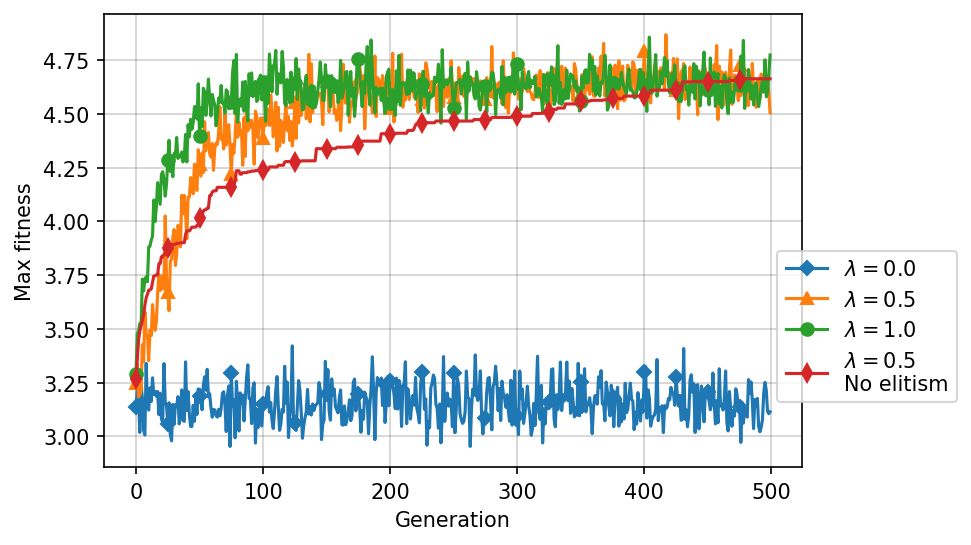 4.75
4.50
4.25
4.00
3.75
3.50
3.25
3.00
Max fitness
0
100
200
300
400
500
Generation
λ = 0.0
λ = 0.5
λ = 1.0
λ = 0.5
No elitism